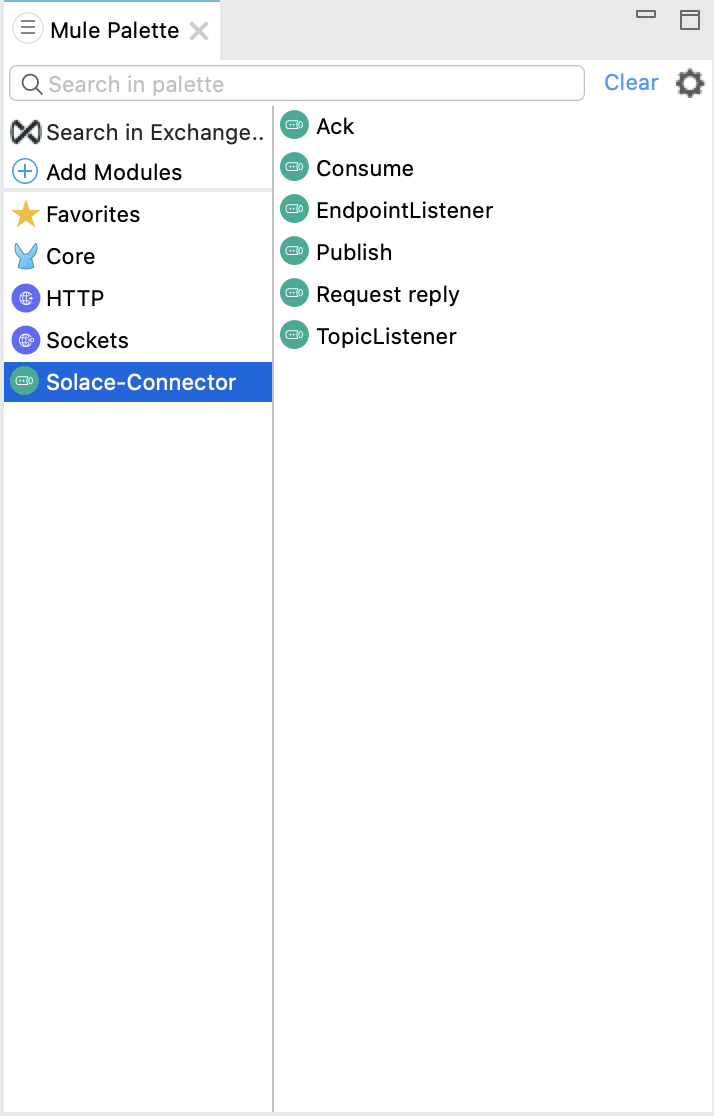 Mule Palette
Search in palette
Clear
Search in Exchange..
Add Modules
Favorites
Core
HTTP
Sockets
Solace-Connector
Ack
Consume
EndpointListener
Publish
Request reply
TopicListener